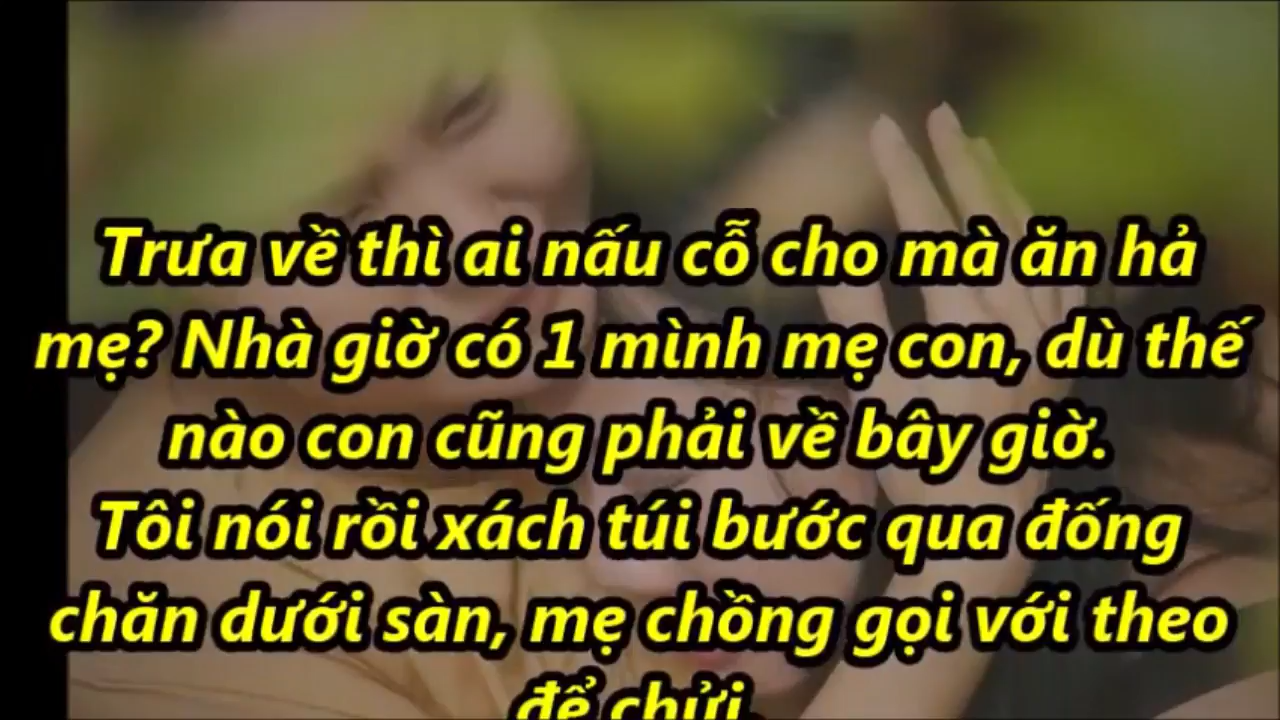 Trưa về thì ai nấu cỗ cho mà ăn hả
mẹ? Nhà giờ có 1 mình mẹ con, dù thế
nào con cũng phải về bây giờ.
Tôi nói rồi xách túi bước qua đống
chăn dưới sàn, mẹ chồng gọi với theo
để chửi.